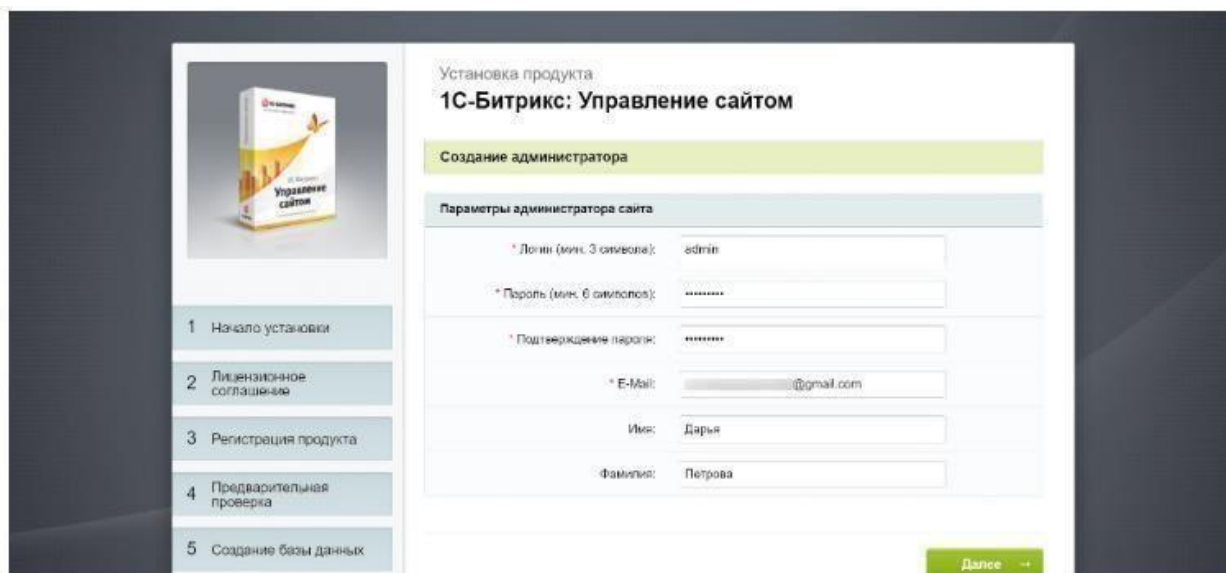 Установка продукта
1С-Битрикс: Управление сайтом
Создание администратора
Параметры администратора сайта
* Логин (мин. 3 символа):
admin
* Пароль (мин. 6 символов):
•••••••••
* Подтверждение пароля:
•••••••••
* E-Mail:
@gmail.com
Имя:
Дарья
Фамилия:
Петрова
Далее →
Управление
сайтом
1 Начало установки
2 Лицензионное
соглашение
3 Регистрация продукта
4 Предварительная
проверка
5 Создание базы данных